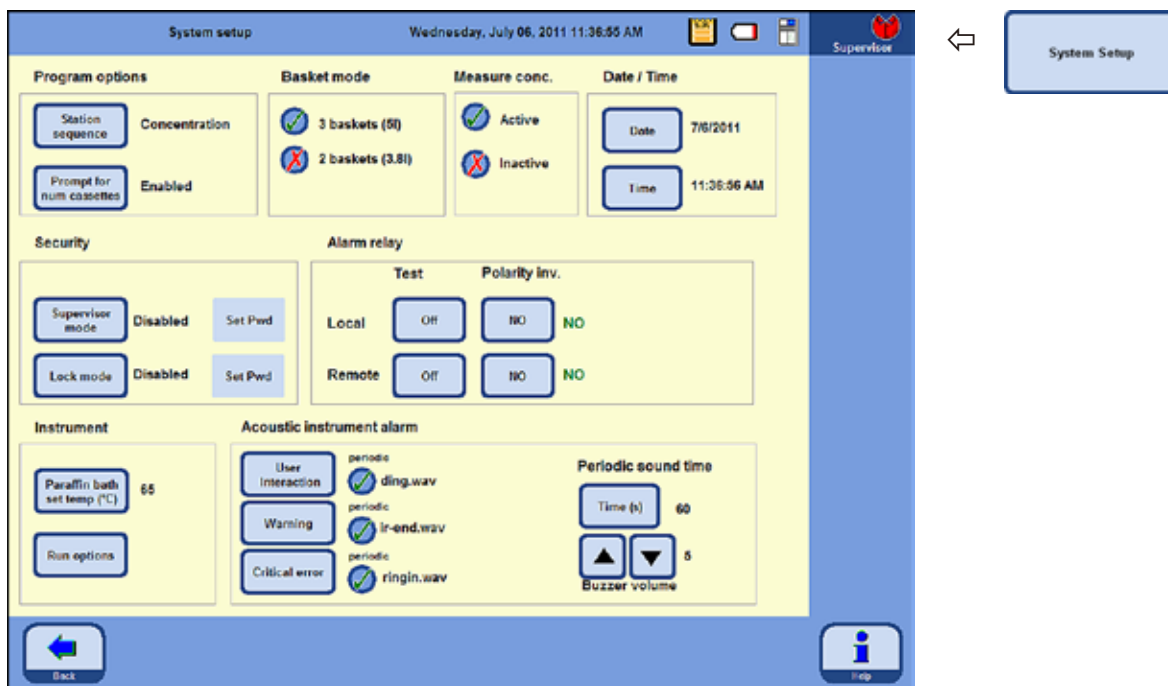 System setup
Wednesday, July 06, 2011 11:36:55 AM
Supervisor
System Setup
Program options
Basket mode
Measure conc.
Date / Time
Station sequence
Concentration
3 baskets (5l)
Active
Date
7/6/2011
Prompt for num cassettes
Enabled
2 baskets (3.8l)
Inactive
Time
11:36:56 AM
Security
Alarm relay
Test
Polarity inv.
Supervisor mode
Disabled
Set Pwd
Local
Off
NO
NO
Lock mode
Disabled
Set Pwd
Remote
Off
NO
NO
Instrument
Acoustic instrument alarm
Paraffin bath set temp (°C)
65
Run options
User Interaction
periodic
ding.wav
Warning
periodic
ir-end.wav
Critical error
periodic
ringin.wav
Periodic sound time
Time (s)
60
5
Buzzer volume
Back
Help